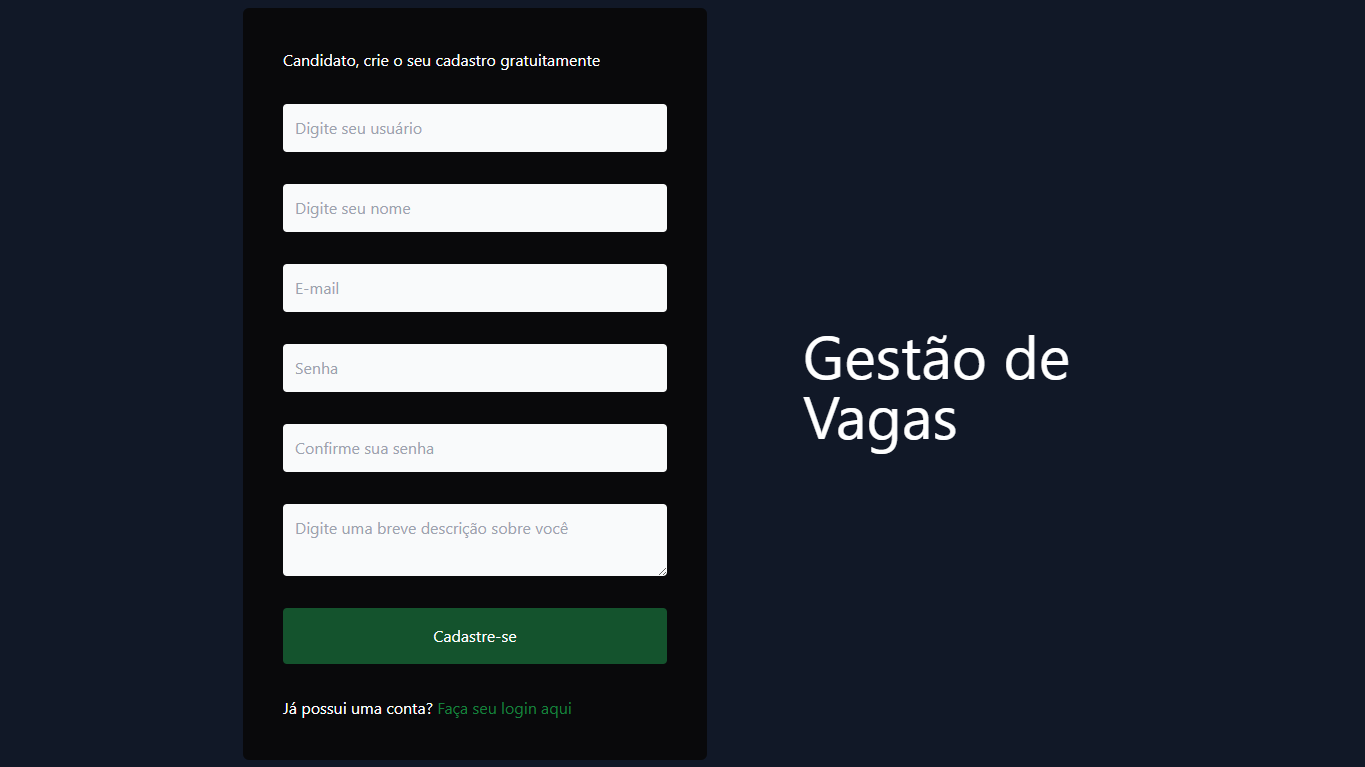 Candidato, crie o seu cadastro gratuitamente
Digite seu usuário
Digite seu nome
E-mail
Senha
Confirme sua senha
Digite uma breve descrição sobre você
Cadastre-se
Já possui uma conta? Faça seu login aqui
Gestão de
Vagas